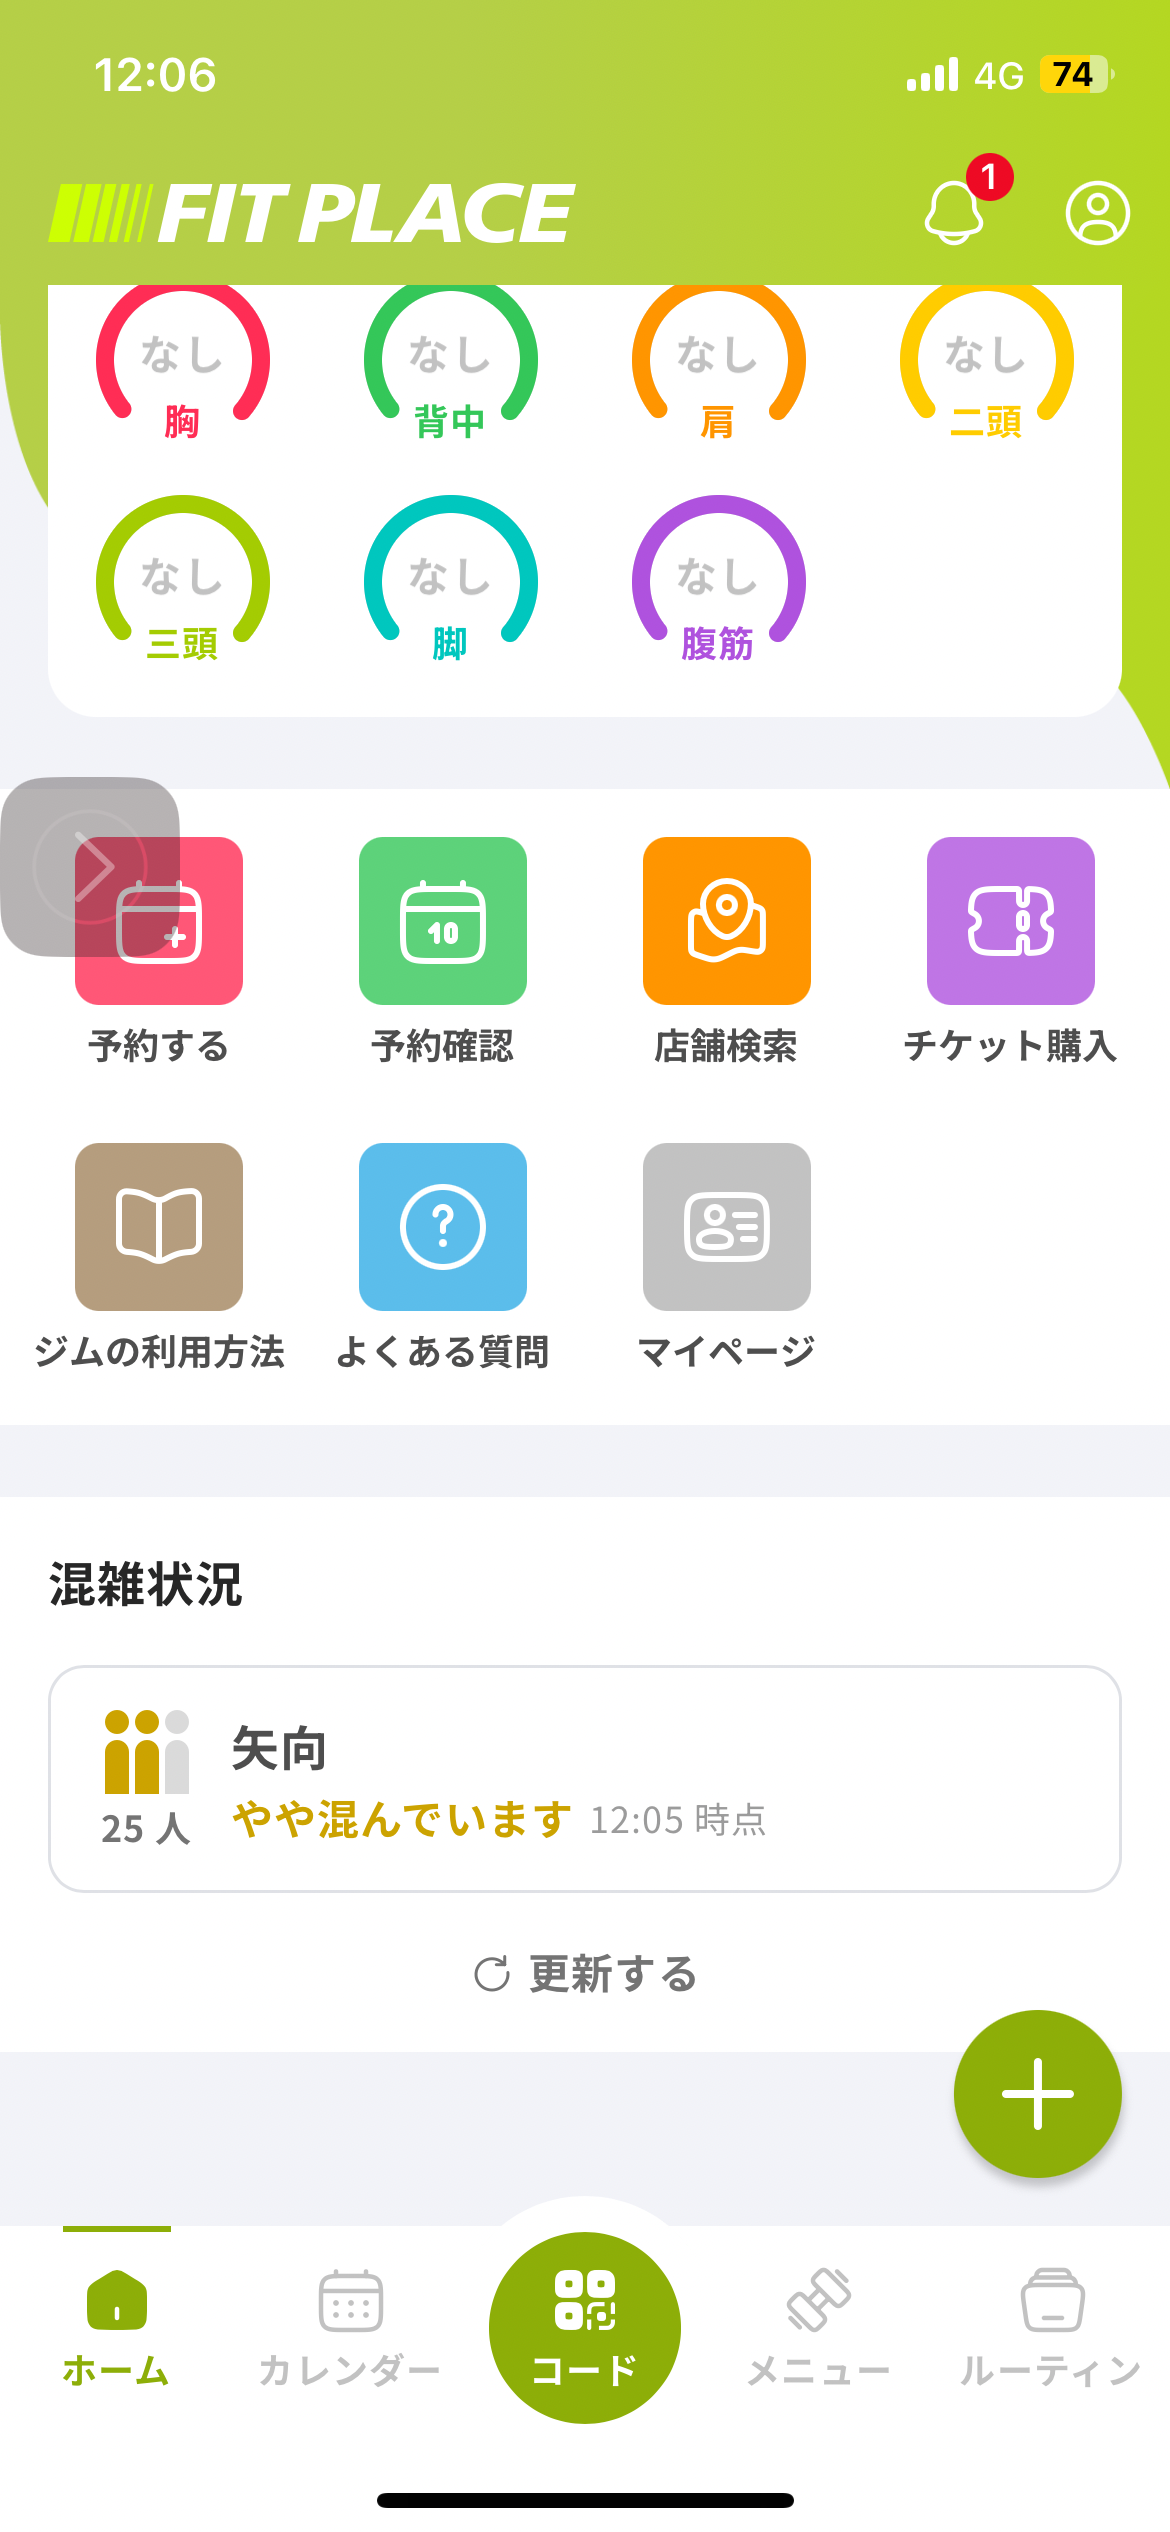 12:06 4G 74
FIT PLACE 1
なし なし なし なし
胸 背中 肩 二頭
なし なし なし
三頭 脚 腹筋
10
予約する 予約確認 店舗検索 チケット購入
?
ジムの利用方法 よくある質問 マイページ
混雑状況
矢向
やや混んでいます 12:05 時点
25 人
更新する
ホーム カレンダー コード メニュー ルーティン